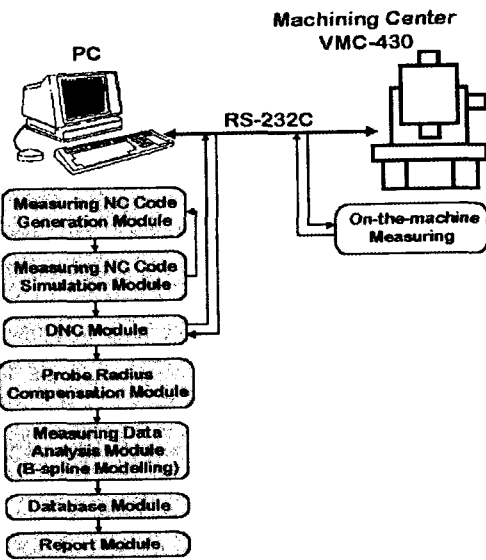 Machining Center
VMC-430
PC
RS-232C
Measuring NC Code
Generation Module
On-the-machine
Measuring
Measuring NC Code
Simulation Module
DNC Module
Probe Radius
Compensation Module
Measuring Data
Analysis Module
(B-spline Modelling)
Database Module
Report Module